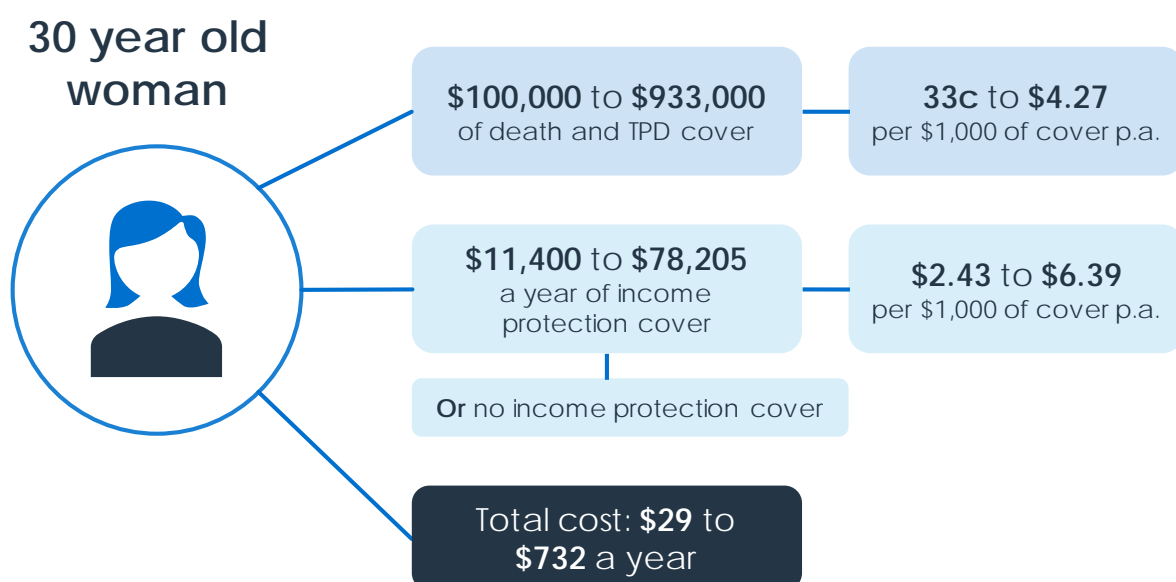 30 year old
woman
$100,000 to $933,000
of death and TPD cover
33c to $4.27
per $1,000 of cover p.a.
$11,400 to $78,205
a year of income
protection cover
$2.43 to $6.39
per $1,000 of cover p.a.
Or no income protection cover
Total cost: $29 to
$732 a year